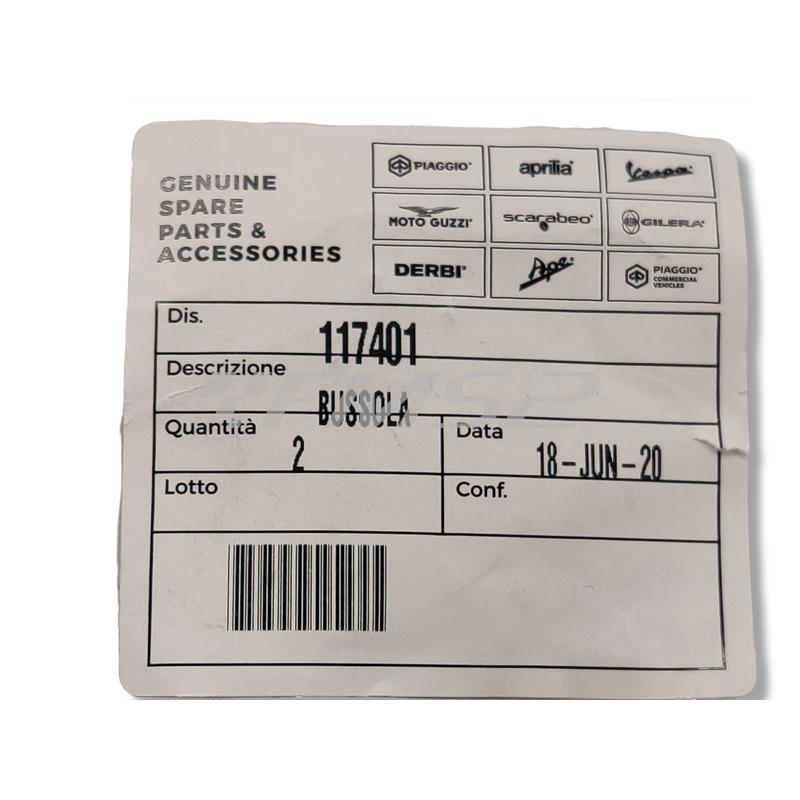 GENUINE
SPARE
PARTS &
ACCESSORIES
PIAGGIO® aprilia® Vespa
MOTO GUZZI® scarabeo® GILERA®
DERBI® Ape PIAGGIO®
COMMERCIAL
VEHICLES
Dis.
117401
Descrizione
BUSSOLA
Quantità
2
Data
18-JUN-20
Lotto
Conf.